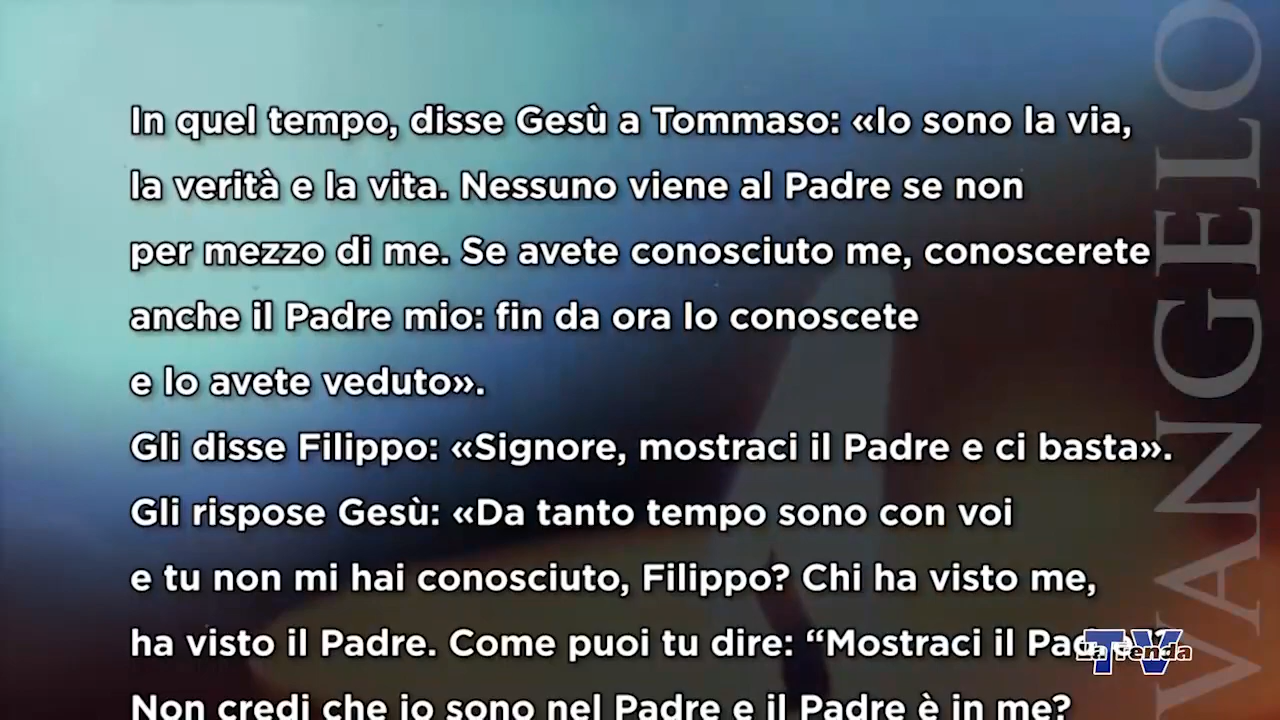 In quel tempo, disse Gesù a Tommaso: «Io sono la via,
la verità e la vita. Nessuno viene al Padre se non
per mezzo di me. Se avete conosciuto me, conoscerete
anche il Padre mio: fin da ora lo conoscete
e lo avete veduto».
Gli disse Filippo: «Signore, mostraci il Padre e ci basta».
Gli rispose Gesù: «Da tanto tempo sono con voi
e tu non mi hai conosciuto, Filippo? Chi ha visto me,
ha visto il Padre. Come puoi tu dire: “Mostraci il
Non credi che io sono nel Padre e il Padre è in me?
VANGELO
TV
La Tenda